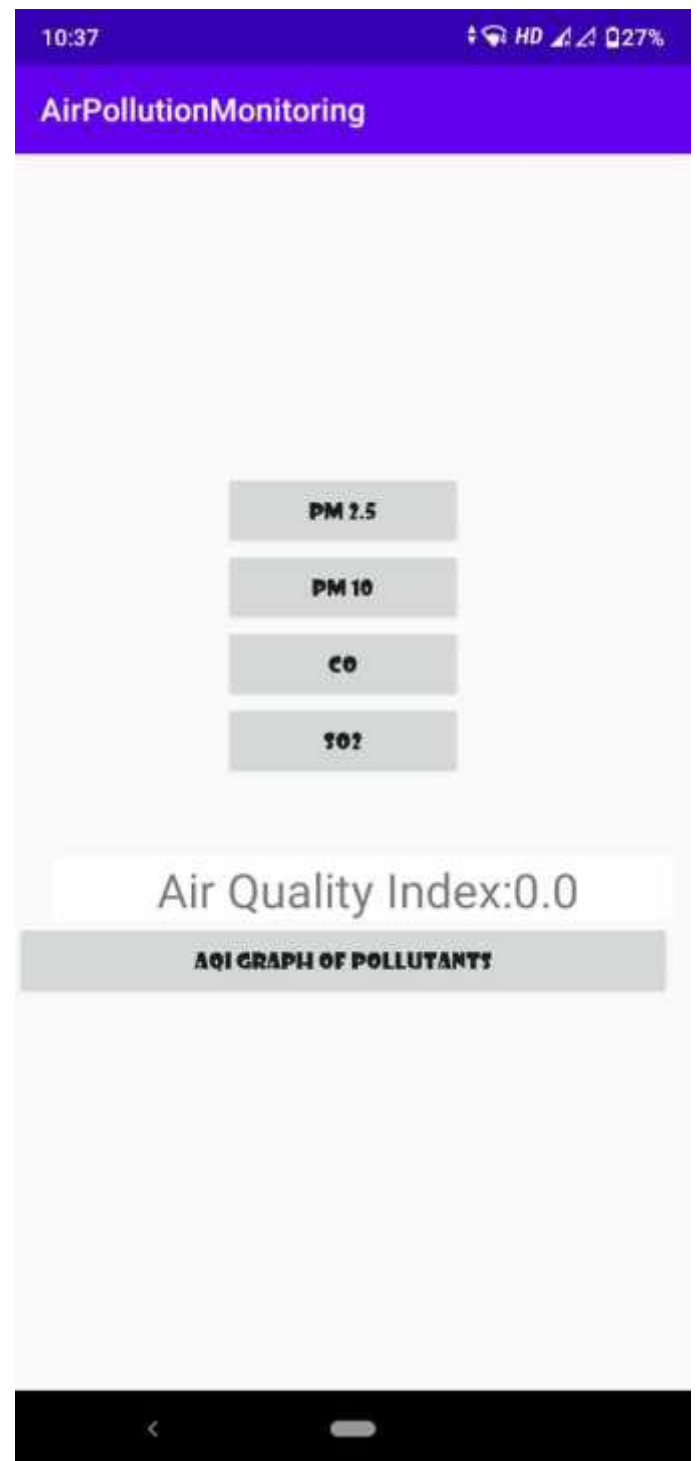 10:37 HD 27%
AirPollutionMonitoring
PM 2.5
PM 10
CO
SO2
Air Quality Index:0.0
AQI GRAPH OF POLLUTANTS